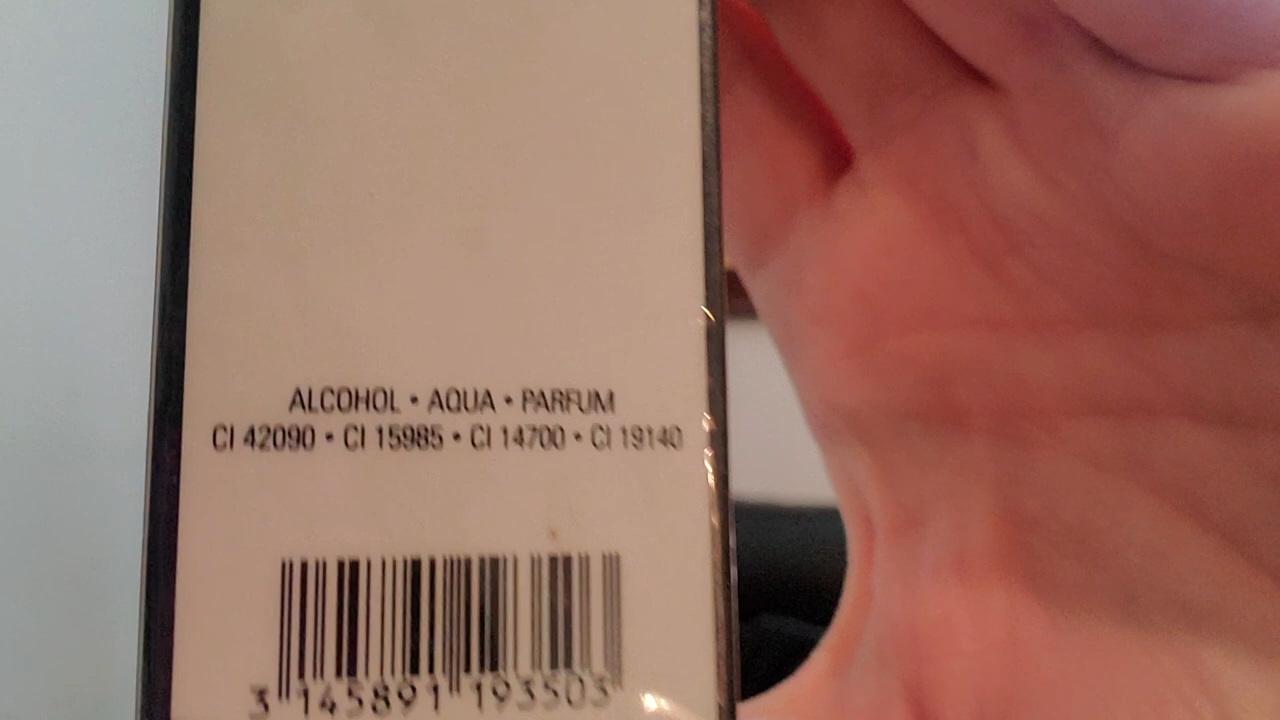 ALCOHOL • AQUA • PARFUM
CI 42090 • CI 15985 • CI 14700 • CI 19140
3 145891 193503